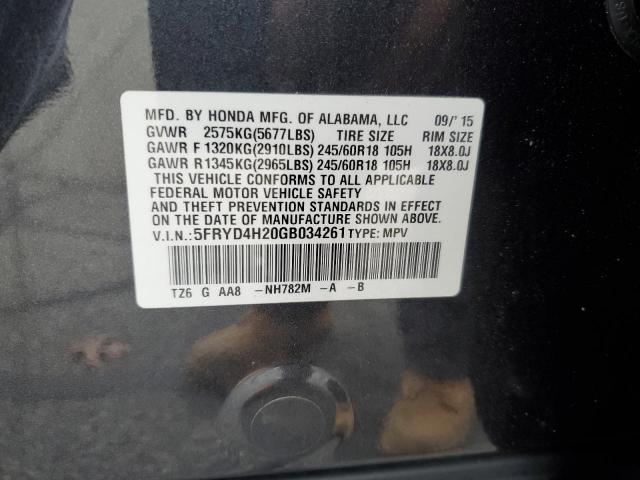 MFD. BY HONDA MFG. OF ALABAMA, LLC 09/'15
GVWR 2575KG(5677LBS) TIRE SIZE RIM SIZE
GAWR F 1320KG(2910LBS) 245/60R18 105H 18X8.0J
GAWR R1345KG(2965LBS) 245/60R18 105H 18X8.0J
THIS VEHICLE CONFORMS TO ALL APPLICABLE
FEDERAL MOTOR VEHICLE SAFETY
AND THEFT PREVENTION STANDARDS IN EFFECT
ON THE DATE OF MANUFACTURE SHOWN ABOVE.
V.I.N.:5FRYD4H20GB034261 TYPE: MPV
TZ6 G AA8 -NH782M -A -B